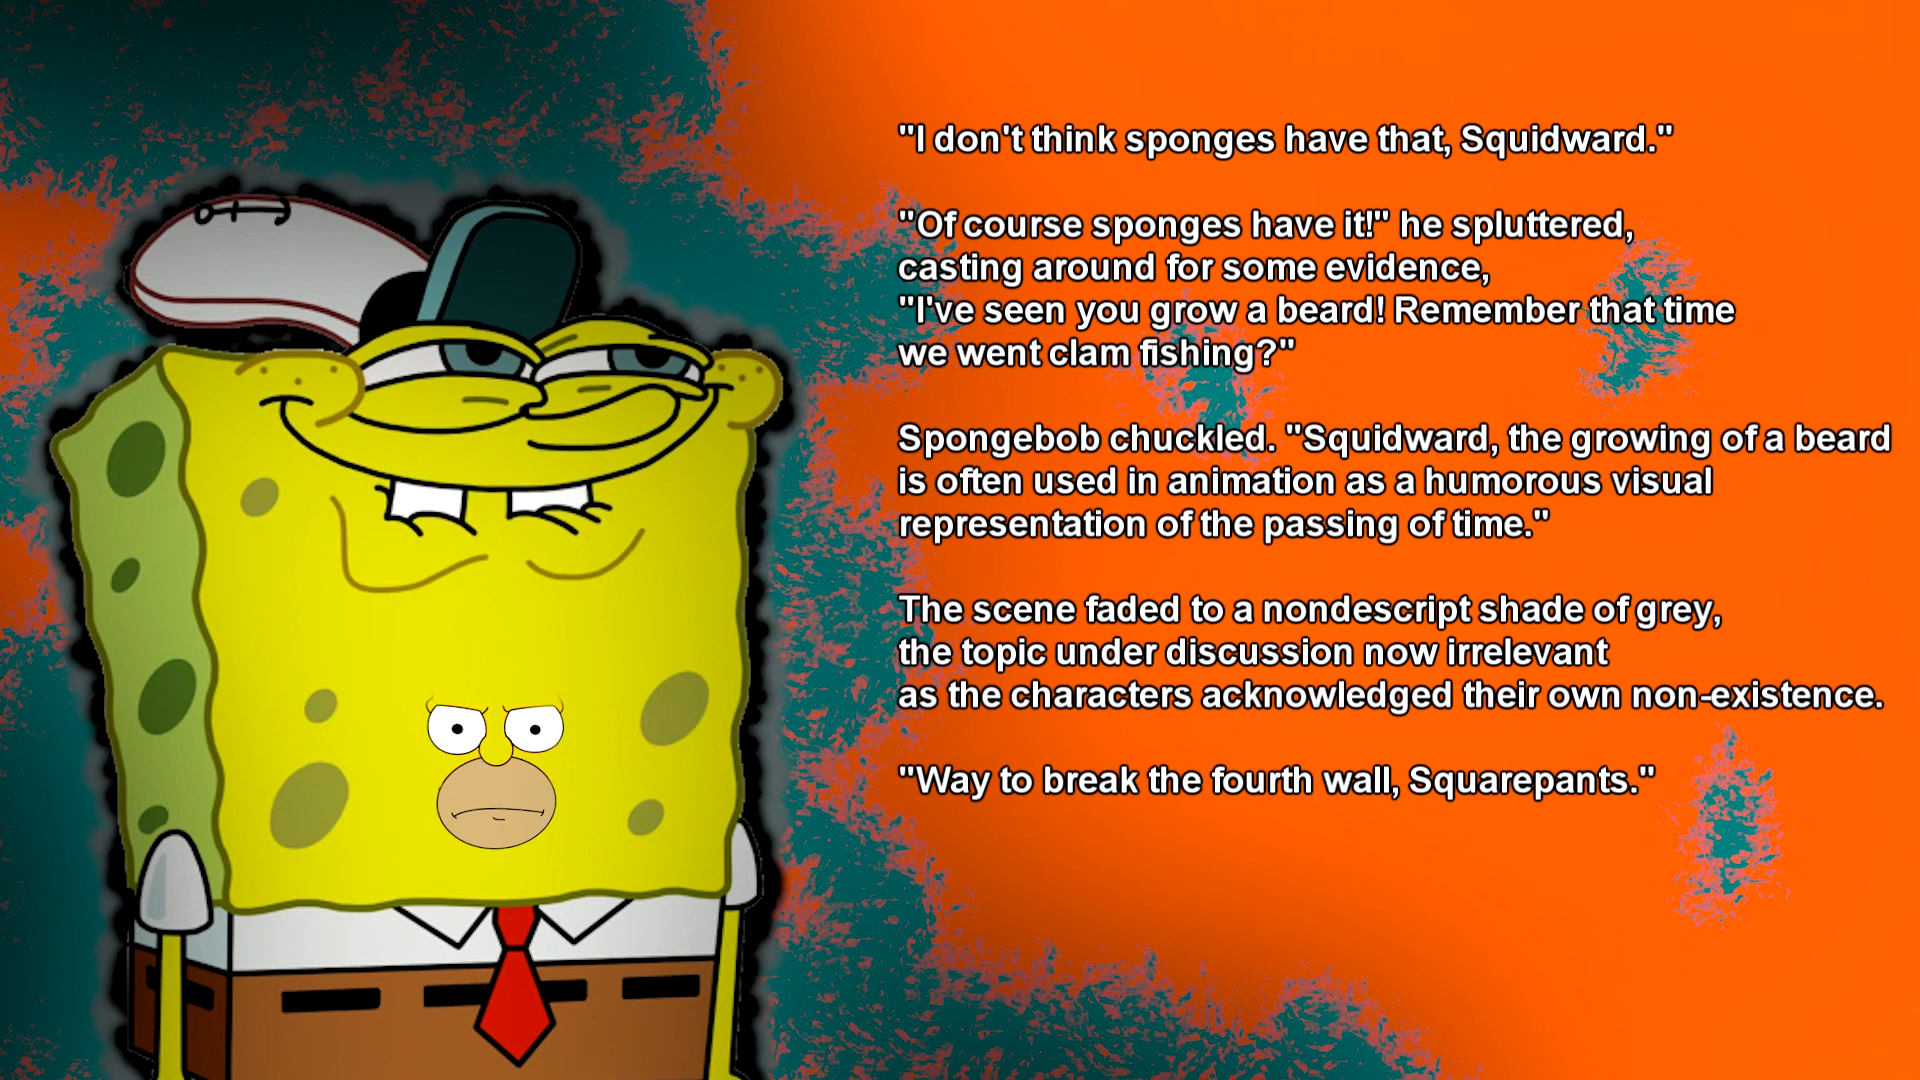 "I don't think sponges have that, Squidward."
"Of course sponges have it!" he spluttered,
casting around for some evidence,
"I've seen you grow a beard! Remember that time
we went clam fishing?"
Spongebob chuckled. "Squidward, the growing of a beard
is often used in animation as a humorous visual
representation of the passing of time."
The scene faded to a nondescript shade of grey,
the topic under discussion now irrelevant
as the characters acknowledged their own non-existence.
"Way to break the fourth wall, Squarepants."